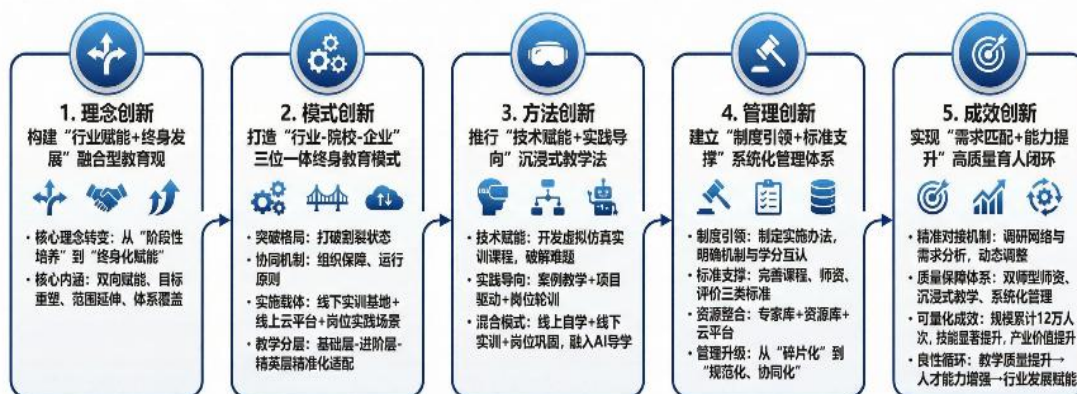 1. 理念创新
构建“行业赋能+终身发
展”融合型教育观
• 核心理念转变：从“阶段性
培养”到“终身化赋能”
• 核心内涵：双向赋能、目标
重塑、范围延伸、体系覆盖
2. 模式创新
打造“行业-院校-企业”
三位一体终身教育模式
• 突破格局：打破割裂状态
• 协同机制：组织保障、运行
原则
• 实施载体：线下实训基地+
线上云平台+岗位实践场景
• 教学分层：基础层-进阶层-
精英层精准化适配
3. 方法创新
推行“技术赋能+实践导
向”沉浸式教学法
• 技术赋能：开发虚拟仿真实
训课程，破解难题
• 实践导向：案例教学+项目
驱动+岗位轮训
• 混合模式：线上自学+线下
实训+岗位巩固，融入AI导学
4. 管理创新
建立“制度引领+标准支
撑”系统化管理体系
• 制度引领：制定实施办法，
明确机制与学分互认
• 标准支撑：完善课程、师资、
评价三类标准
• 资源整合：专家库+资源库+
云平台
• 管理升级：从“碎片化”到
“规范化、协同化”
5. 成效创新
实现“需求匹配+能力提
升”高质量育人闭环
• 精准对接机制：调研网络与
需求分析，动态调整
• 质量保障体系：双师型师资、
沉浸式教学、系统化管理
• 可量化成效：规模累计12万人
次，技能显著提升，产业价值提升
• 良性循环：教学质量提升→
人才能力增强→行业发展赋能